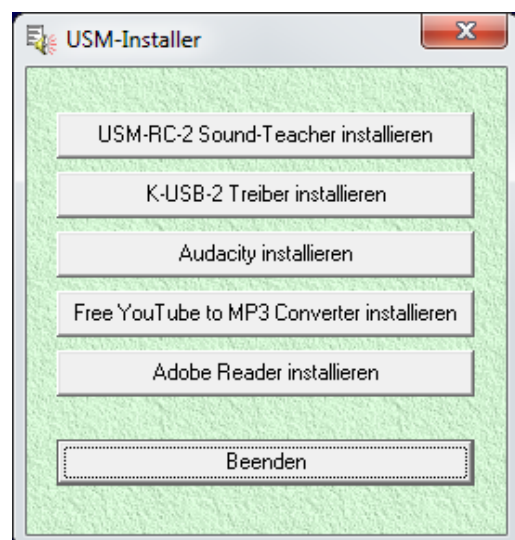 USM-Installer
USM-RC-2 Sound-Teacher installieren
K-USB-2 Treiber installieren
Audacity installieren
Free YouTube to MP3 Converter installieren
Adobe Reader installieren
Beenden